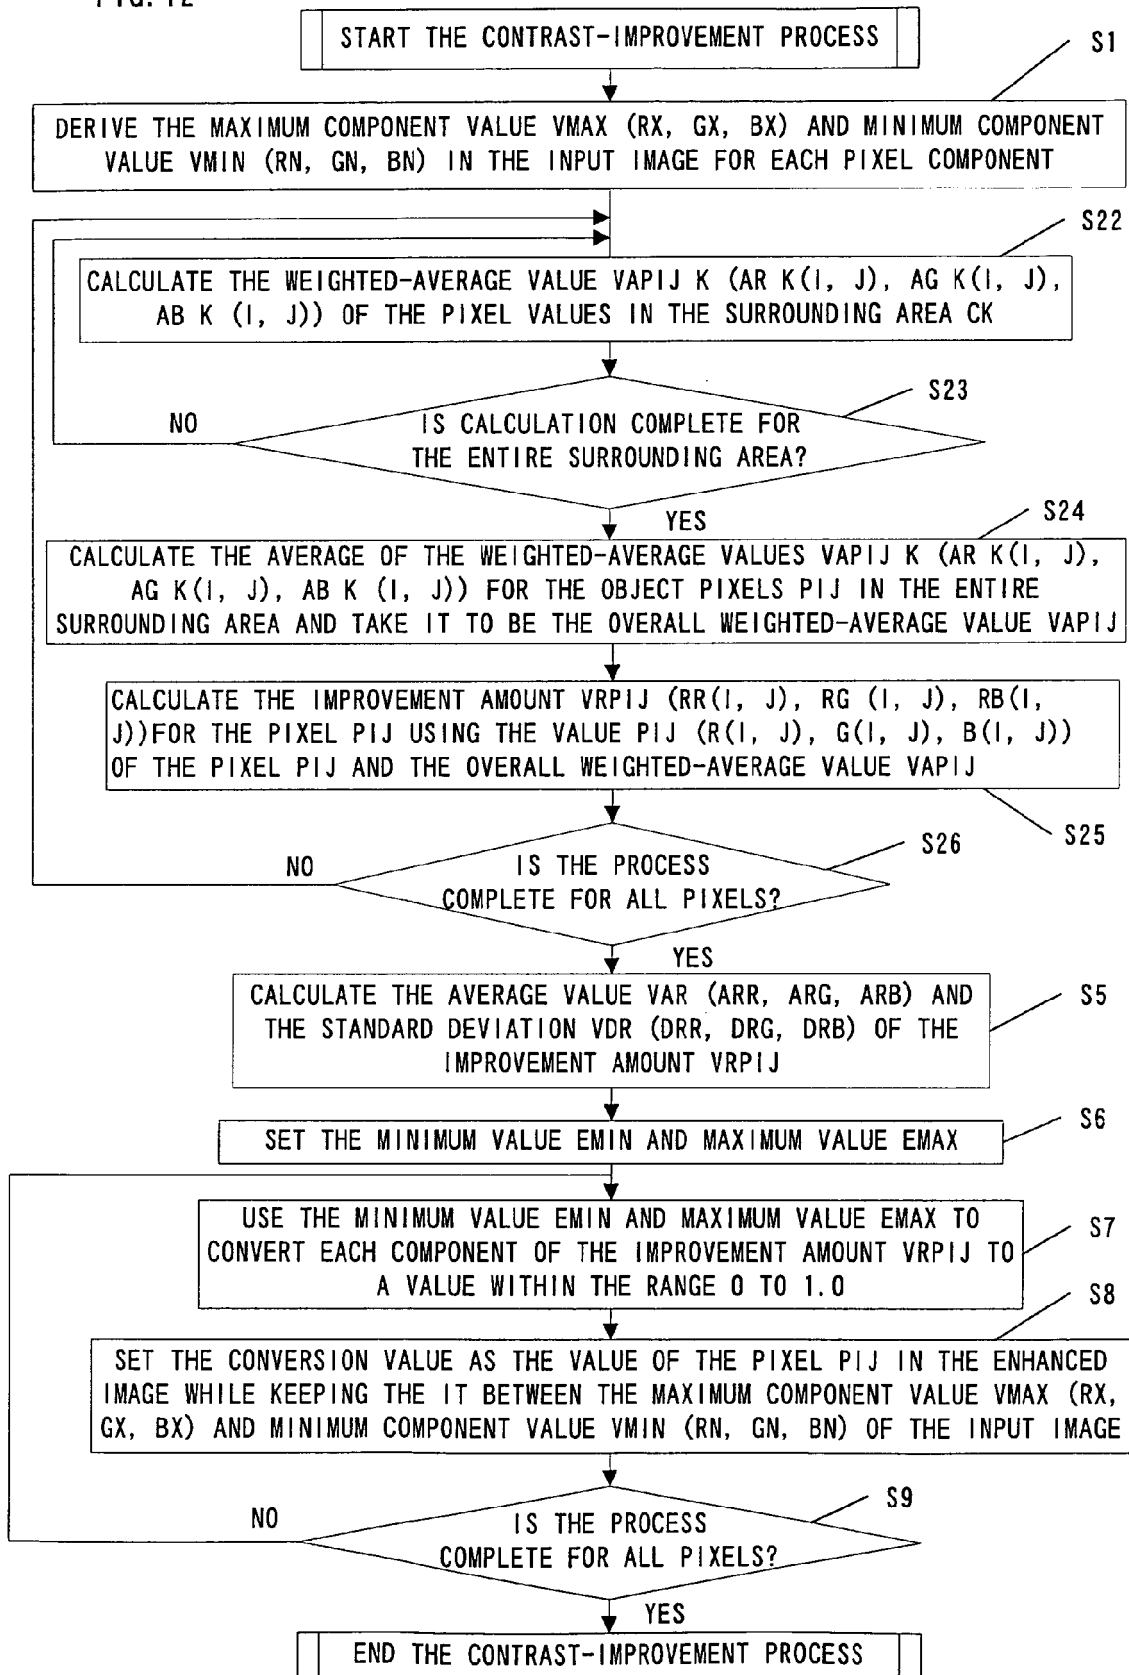 FIG. 12
START THE CONTRAST-IMPROVEMENT PROCESS
S1
DERIVE THE MAXIMUM COMPONENT VALUE VMAX (RX, GX, BX) AND MINIMUM COMPONENT
VALUE VMIN (RN, GN, BN) IN THE INPUT IMAGE FOR EACH PIXEL COMPONENT
S22
CALCULATE THE WEIGHTED-AVERAGE VALUE VAPIJ K (AR K(I, J), AG K(I, J),
AB K (I, J)) OF THE PIXEL VALUES IN THE SURROUNDING AREA CK
S23
NO
IS CALCULATION COMPLETE FOR
THE ENTIRE SURROUNDING AREA?
YES
S24
CALCULATE THE AVERAGE OF THE WEIGHTED-AVERAGE VALUES VAPIJ K (AR K(I, J),
AG K(I, J), AB K (I, J)) FOR THE OBJECT PIXELS PIJ IN THE ENTIRE
SURROUNDING AREA AND TAKE IT TO BE THE OVERALL WEIGHTED-AVERAGE VALUE VAPIJ
CALCULATE THE IMPROVEMENT AMOUNT VRPIJ (RR(I, J), RG (I, J), RB(I,
J))FOR THE PIXEL PIJ USING THE VALUE PIJ (R(I, J), G(I, J), B(I, J))
OF THE PIXEL PIJ AND THE OVERALL WEIGHTED-AVERAGE VALUE VAPIJ
S25
S26
NO
IS THE PROCESS
COMPLETE FOR ALL PIXELS?
YES
CALCULATE THE AVERAGE VALUE VAR (ARR, ARG, ARB) AND
THE STANDARD DEVIATION VDR (DRR, DRG, DRB) OF THE
IMPROVEMENT AMOUNT VRPIJ
S5
SET THE MINIMUM VALUE EMIN AND MAXIMUM VALUE EMAX
S6
USE THE MINIMUM VALUE EMIN AND MAXIMUM VALUE EMAX TO
CONVERT EACH COMPONENT OF THE IMPROVEMENT AMOUNT VRPIJ TO
A VALUE WITHIN THE RANGE 0 TO 1.0
S7
S8
SET THE CONVERSION VALUE AS THE VALUE OF THE PIXEL PIJ IN THE ENHANCED
IMAGE WHILE KEEPING THE IT BETWEEN THE MAXIMUM COMPONENT VALUE VMAX (RX,
GX, BX) AND MINIMUM COMPONENT VALUE VMIN (RN, GN, BN) OF THE INPUT IMAGE
S9
NO
IS THE PROCESS
COMPLETE FOR ALL PIXELS?
YES
END THE CONTRAST-IMPROVEMENT PROCESS